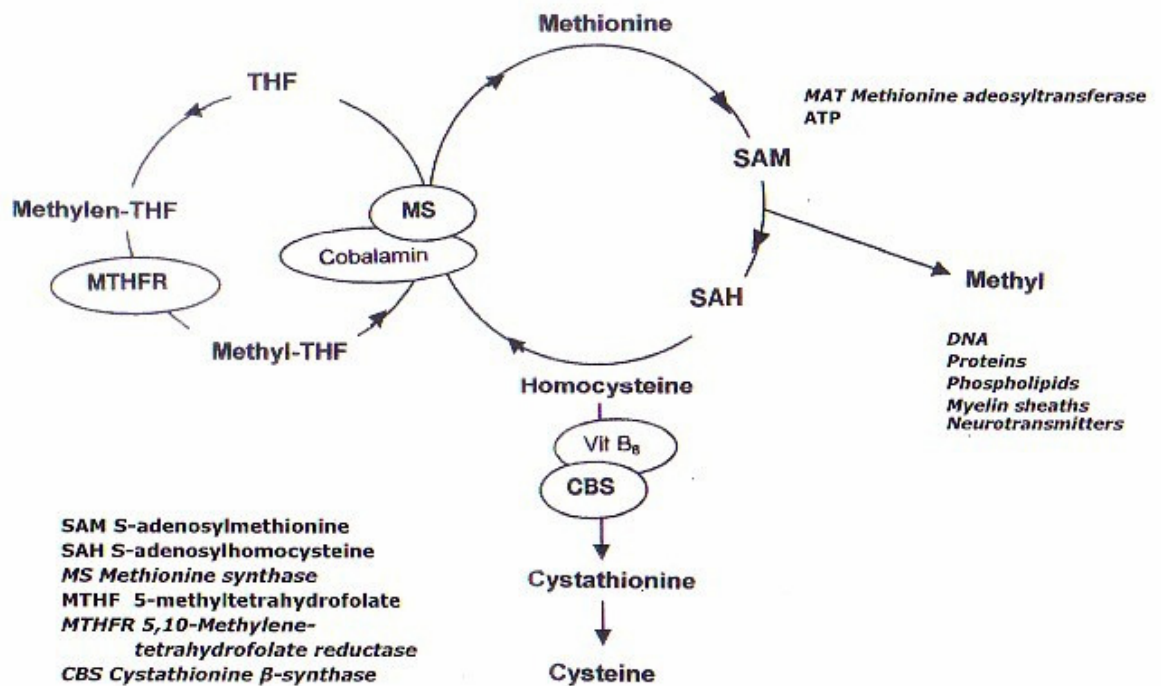 Methionine
THF
MAT Methionine adeosyltransferase
ATP
SAM
Methylen-THF
MS
Cobalamin
MTHFR
SAH
Methyl
Methyl-THF
DNA
Proteins
Phospholipids
Myelin sheaths
Neurotransmitters
Homocysteine
Vit B₆
CBS
SAM S-adenosylmethionine
SAH S-adenosylhomocysteine
MS Methionine synthase
MTHF 5-methyltetrahydrofolate
MTHFR 5,10-Methylene-
tetrahydrofolate reductase
CBS Cystathionine β-synthase
Cystathionine
Cysteine